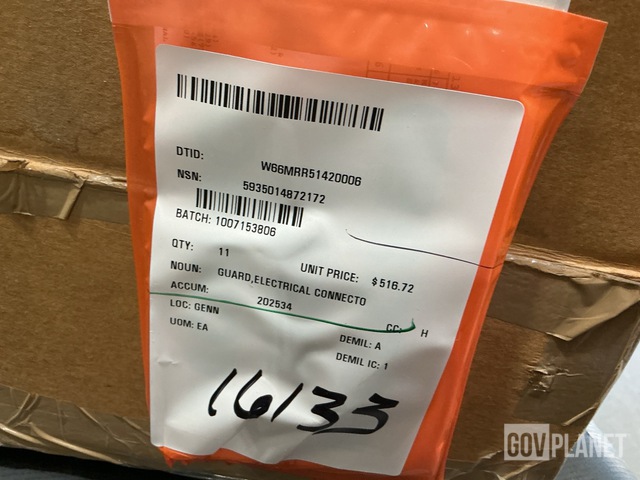 DTID: W66MRR51420006
NSN: 5935014872172
BATCH: 1007153806
QTY: 11 UNIT PRICE: $516.72
NOUN: GUARD,ELECTRICAL CONNECTO
ACCUM: 202534 CC: H
LOC: GENN DEMIL: A
UOM: EA DEMIL IC: 1
16133
GOVPLANET